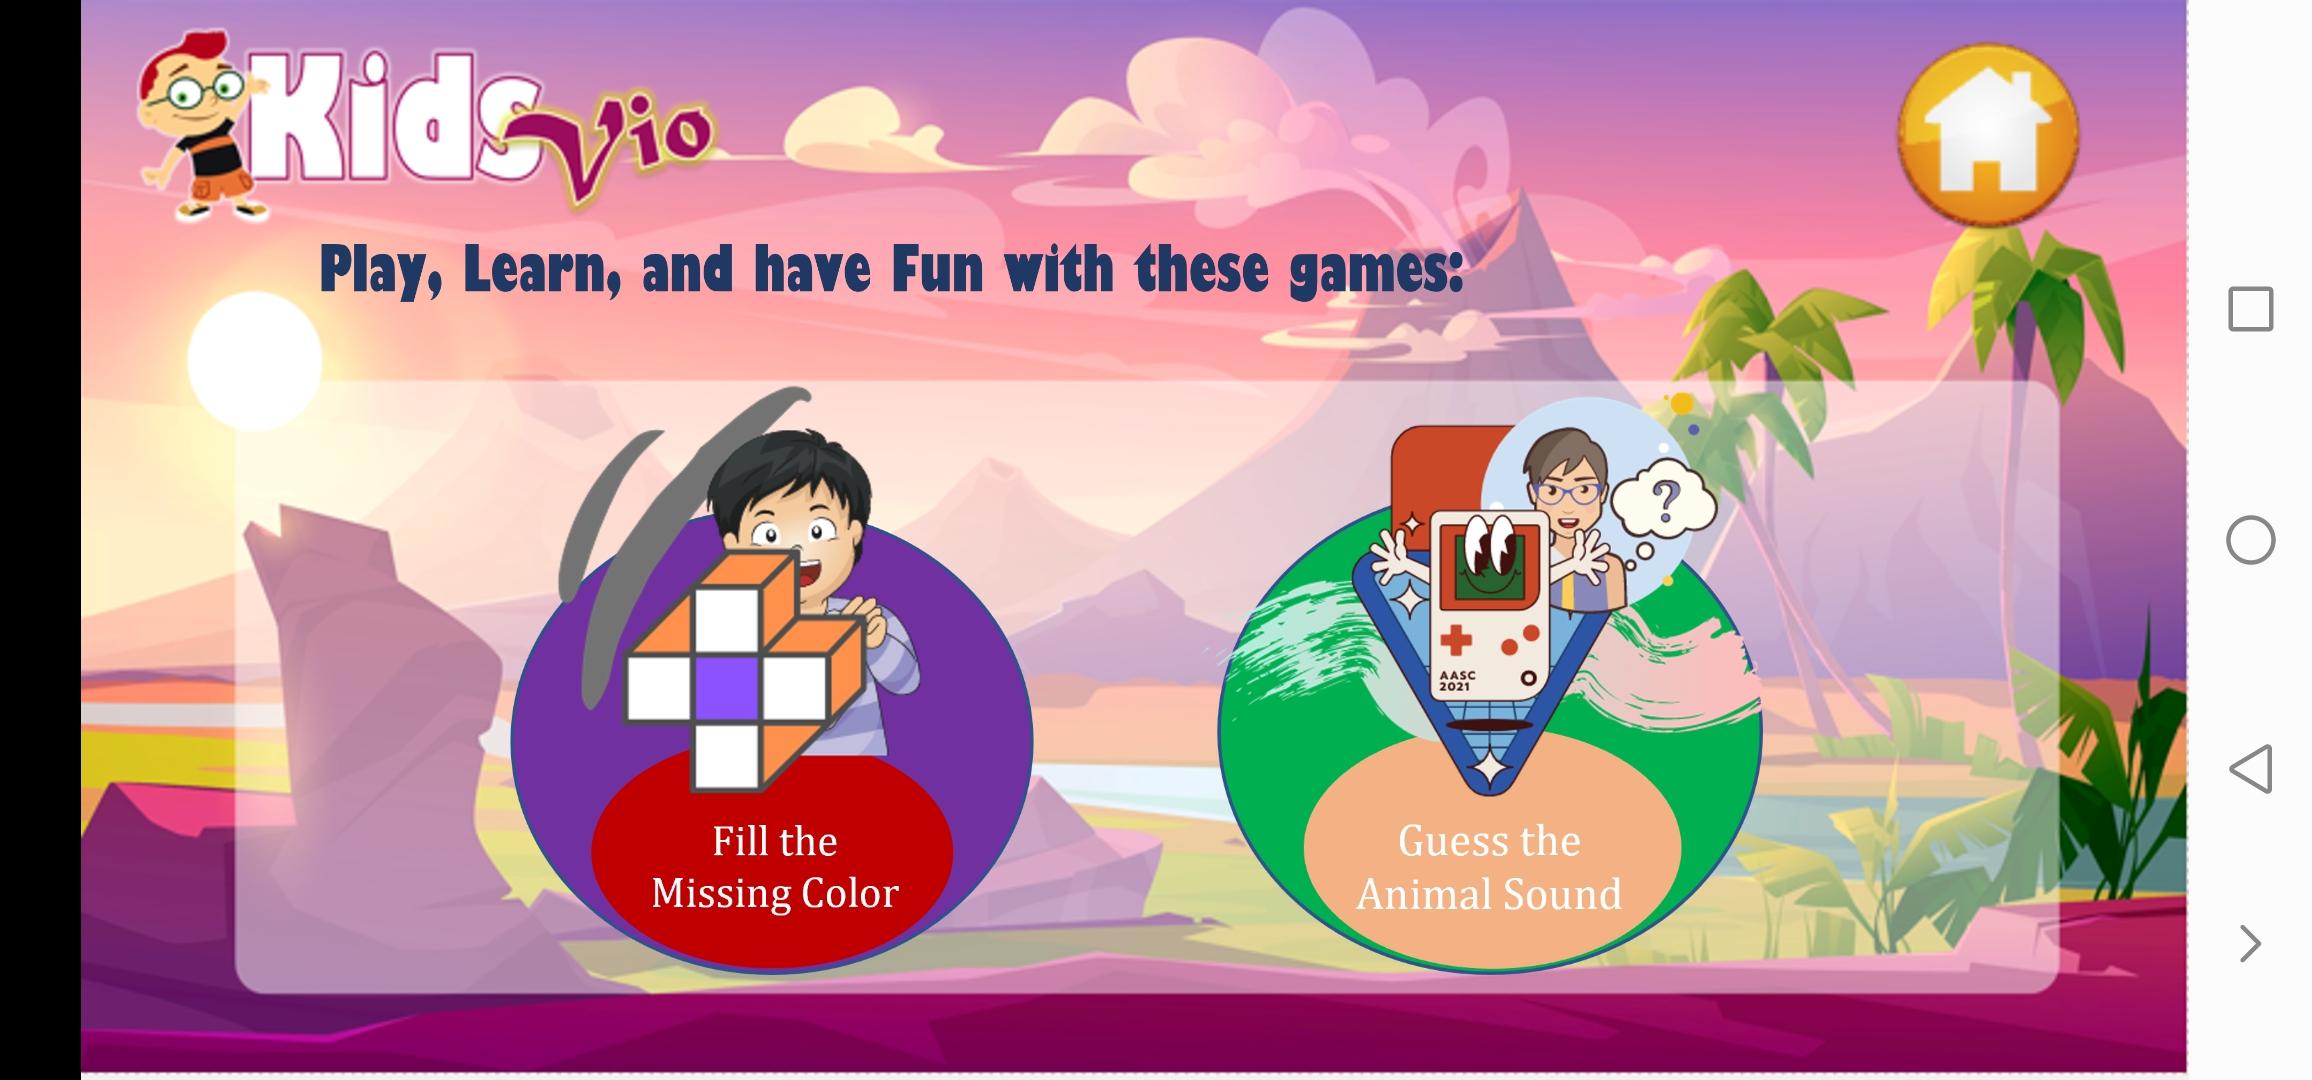 Kids Vio
Play, Learn, and have Fun with these games:
?
AASC
2021
Fill the
Missing Color
Guess the
Animal Sound